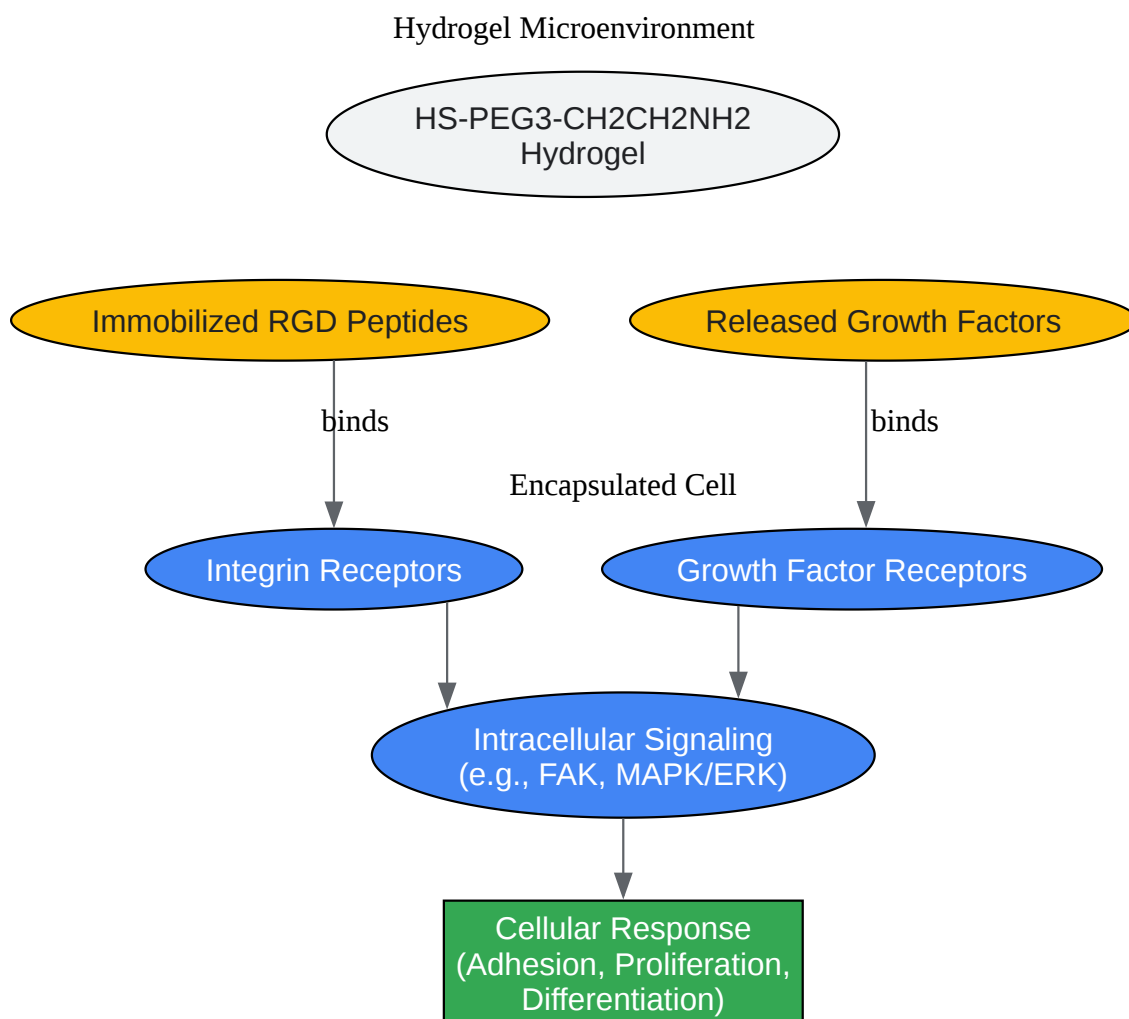 Hydrogel Microenvironment
HS-PEG3-CH2CH2NH2
Hydrogel
Immobilized RGD Peptides
Released Growth Factors
binds
binds
Encapsulated Cell
Integrin Receptors
Growth Factor Receptors
Intracellular Signaling
(e.g., FAK, MAPK/ERK)
Cellular Response
(Adhesion, Proliferation,
Differentiation)